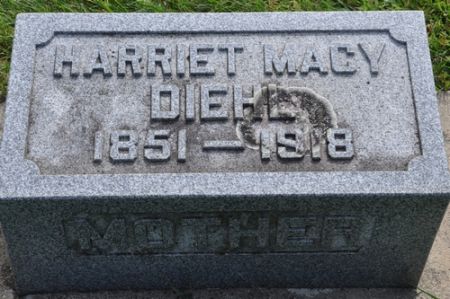 HARRIET MACY
DIEHL
1851 — 1918
MOTHER